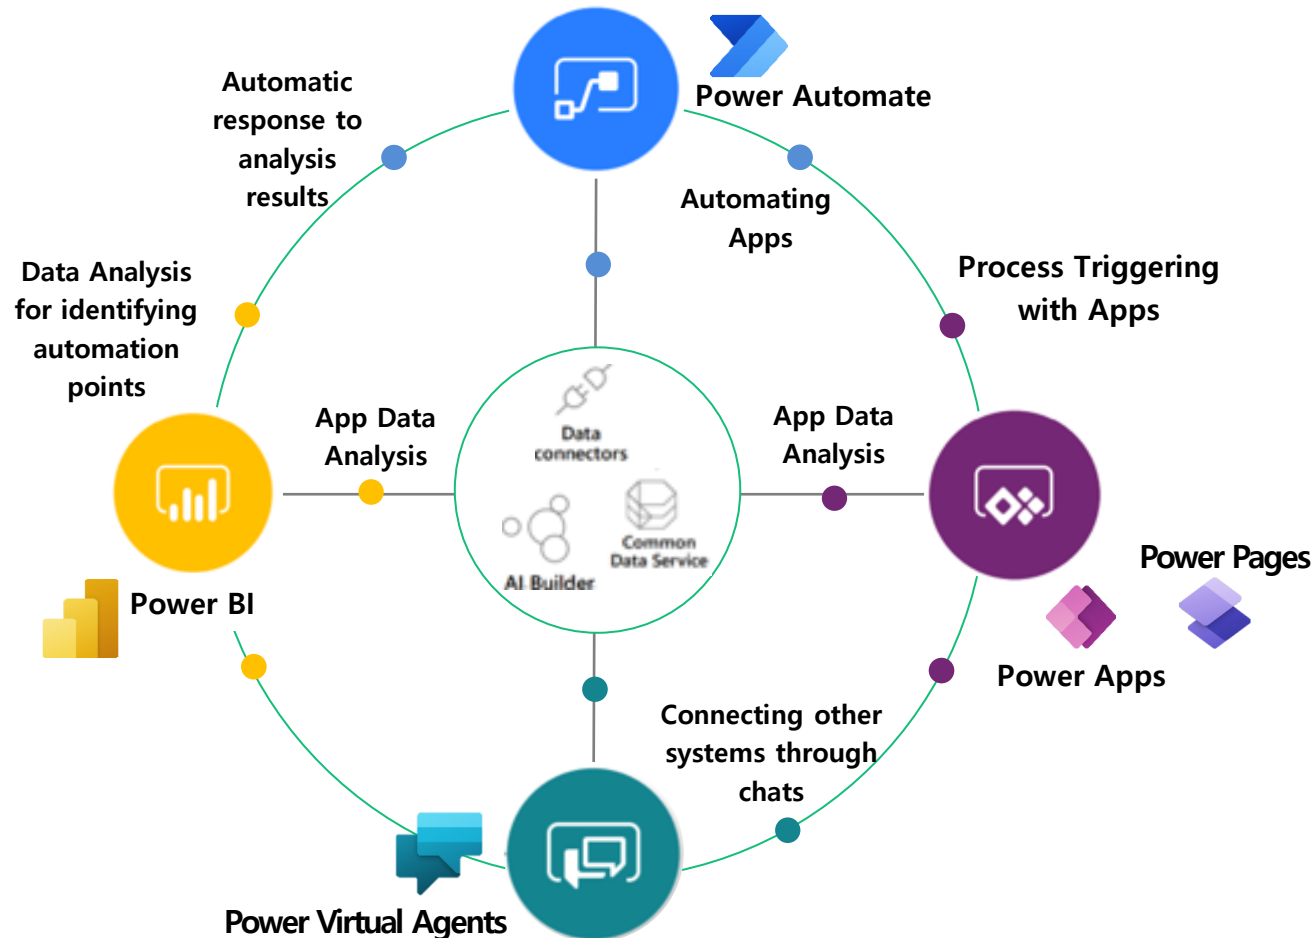 Power Automate
Automatic
response to
analysis
results
Automating
Apps
Data Analysis
for identifying
automation
points
Process Triggering
with Apps
App Data
Analysis
Data
connectors
AI Builder
Common
Data Service
App Data
Analysis
Power BI
Power Pages
Power Apps
Connecting other
systems through
chats
Power Virtual Agents